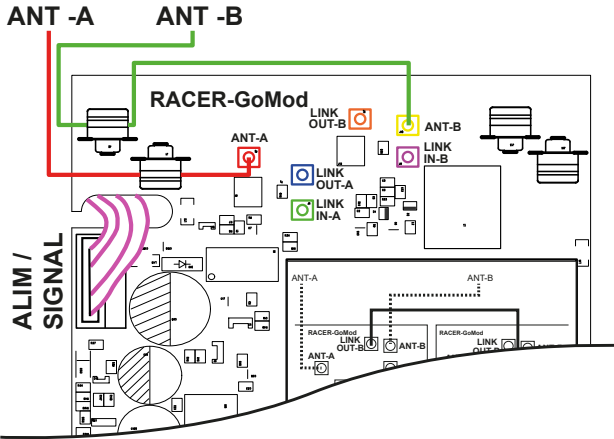 ANT -A
ANT -B
RACER-GoMod
LINK
OUT-B
ANT-A
ANT-B
LINK
IN-B
LINK
OUT-A
LINK
IN-A
ALIM /
SIGNAL
ANT-A
ANT-B
RACER-GoMod
RACER-GoMod
LINK
OUT-B
ANT-B
LINK
ANT-A